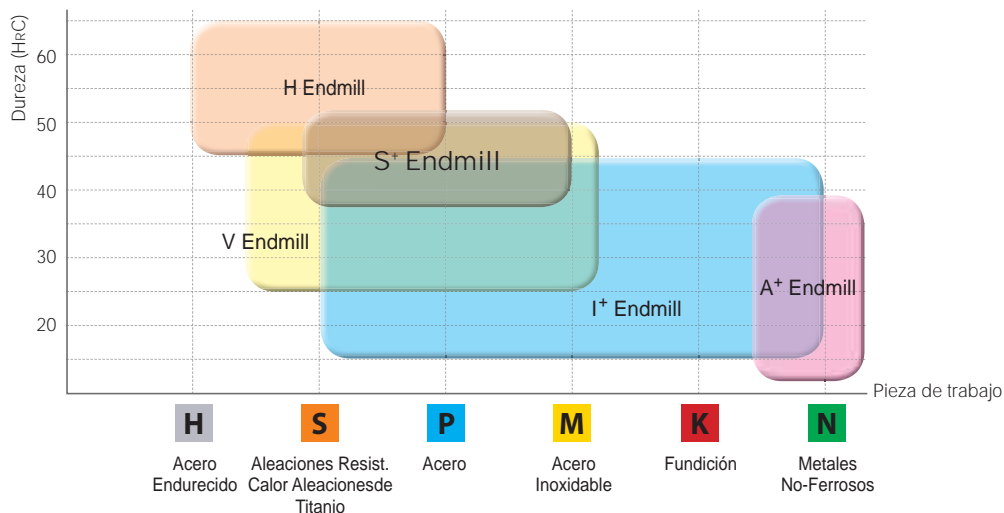 Dureza (HRC)
60
50
40
30
20
H Endmill
S+ Endmill
V Endmill
I+ Endmill
A+ Endmill
Pieza de trabajo
H
S
P
M
K
N
Acero
Endurecido
Aleaciones Resist.
Calor Aleacionesde
Titanio
Acero
Acero
Inoxidable
Fundición
Metales
No-Ferrosos